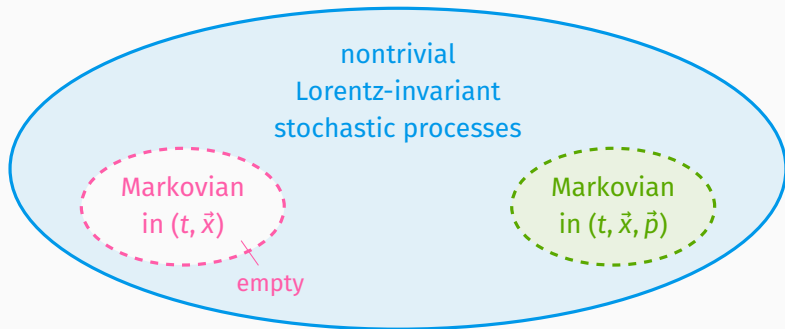 nontrivial
Lorentz-invariant
stochastic processes
Markovian
in (t, x⃗)
empty
Markovian
in (t, x⃗, p⃗)